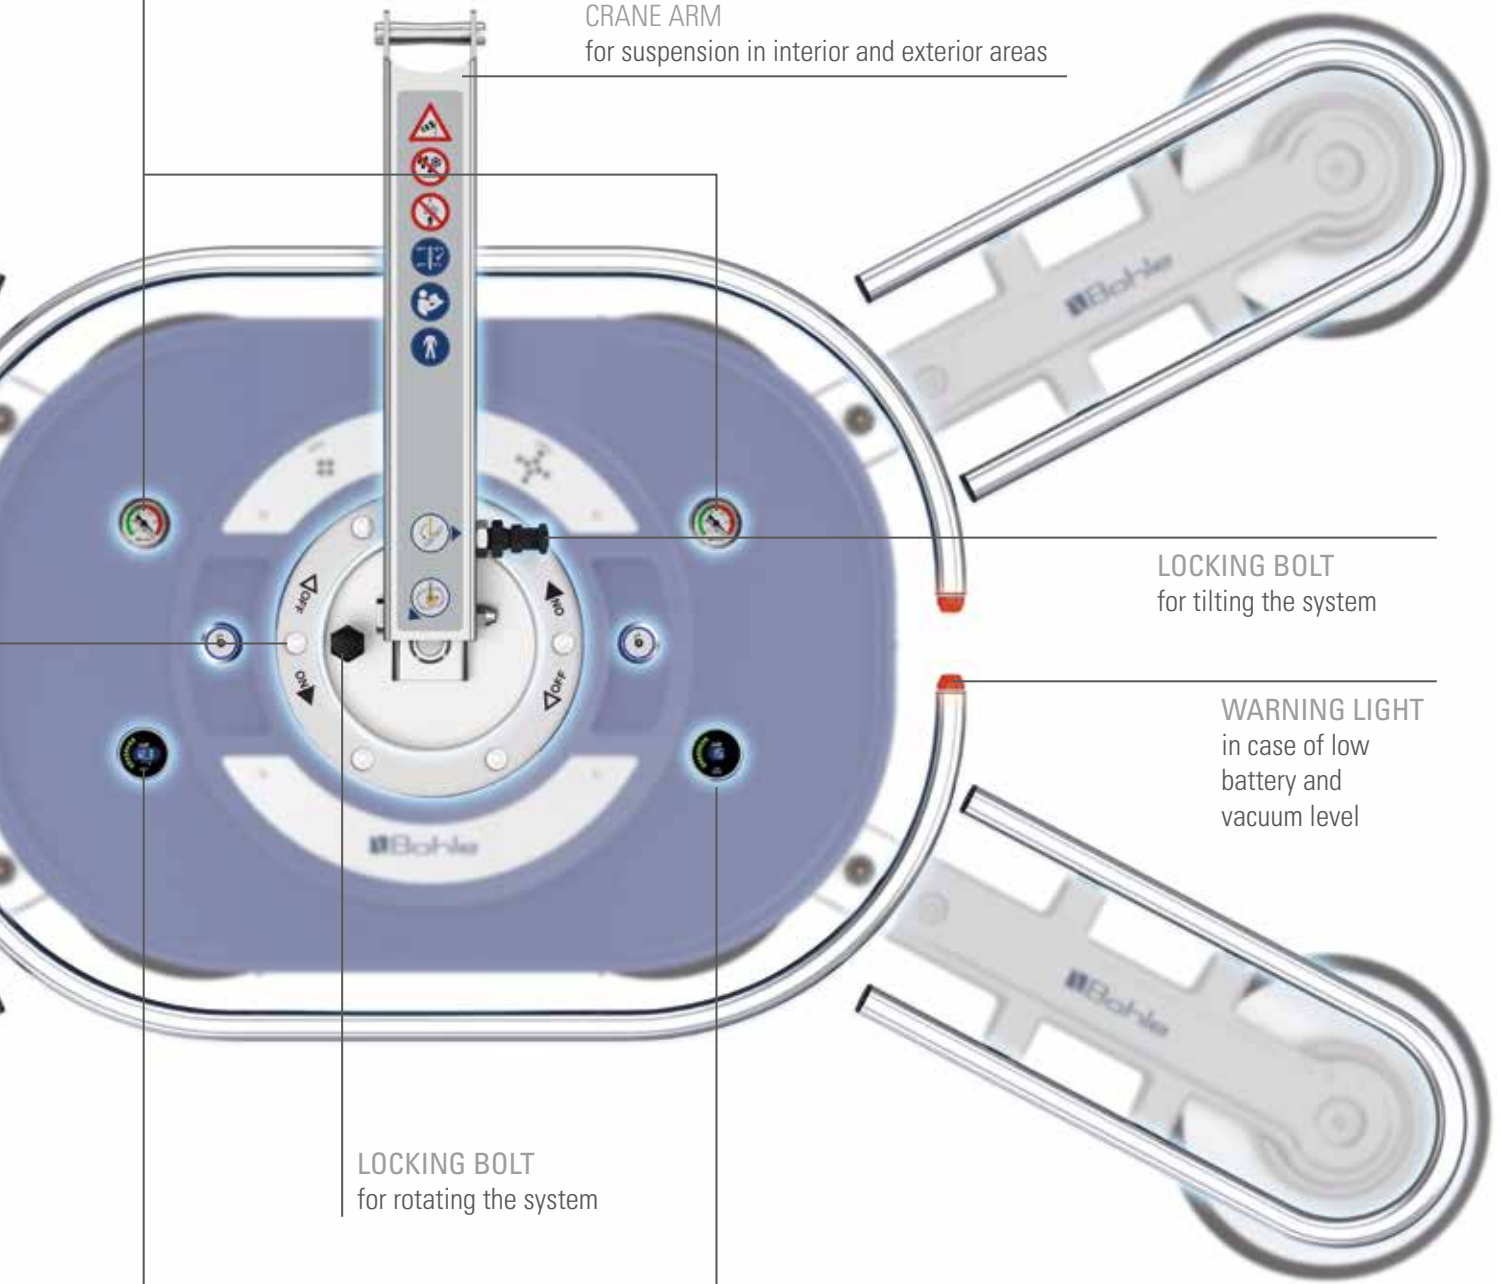 CRANE ARM
for suspension in interior and exterior areas
Bohle
OFF
ON
ON
OFF
LOCKING BOLT
for tilting the system
WARNING LIGHT
in case of low
battery and
vacuum level
Bohle
Bohle
LOCKING BOLT
for rotating the system